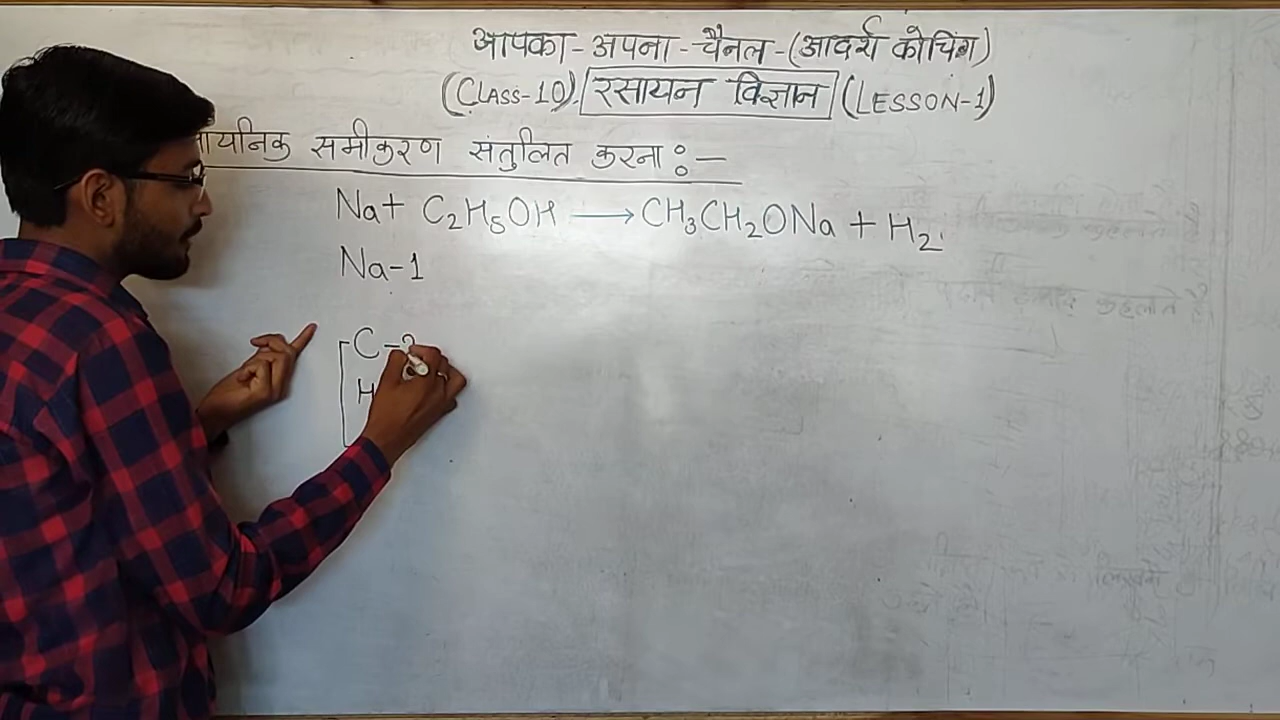 आपका-अपना-चैनल-(आदर्श कोचिंग)
(CLASS-10) रसायन विज्ञान (LESSON-1)
समीकरण संतुलित करना :-
Na + C₂H₅OH → CH₃CH₂ONa + H₂
Na-1
C-2
H